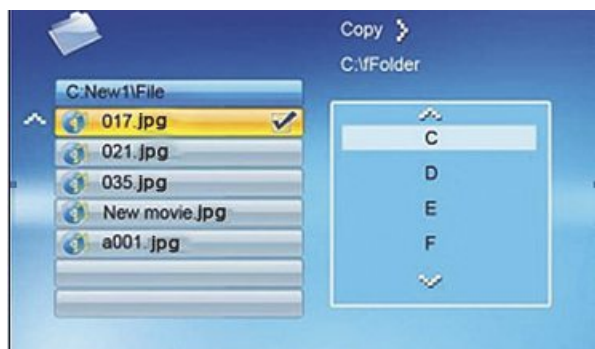 Copy
C:\fFolder
C:New1\File
017.jpg
021.jpg
035.jpg
New movie.jpg
a001.jpg
C
D
E
F